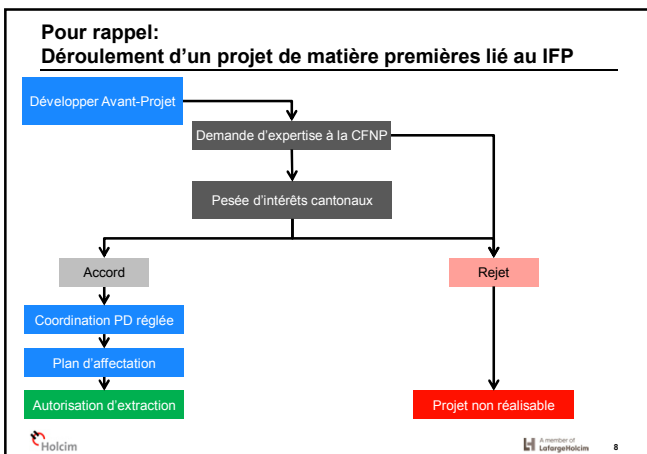 Pour rappel:
Déroulement d'un projet de matière premières lié au IFP
Développer Avant-Projet
Demande d'expertise à la CFNP
Pesée d'intérêts cantonaux
Accord
Rejet
Coordination PD réglée
Plan d'affectation
Autorisation d'extraction
Projet non réalisable
Holcim
A member of
LafargeHolcim
8